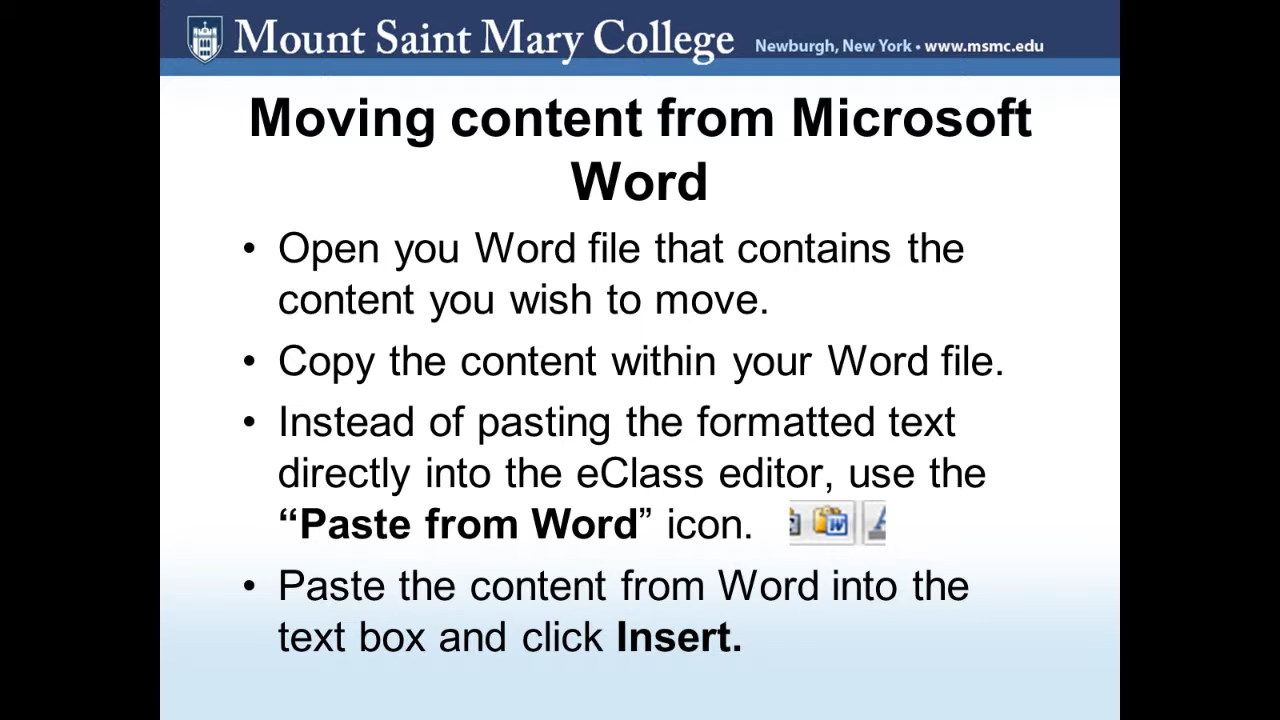 Mount Saint Mary College Newburgh, New York • www.msmc.edu
Moving content from Microsoft
Word
• Open you Word file that contains the
content you wish to move.
• Copy the content within your Word file.
• Instead of pasting the formatted text
directly into the eClass editor, use the
“Paste from Word” icon.
• Paste the content from Word into the
text box and click Insert.